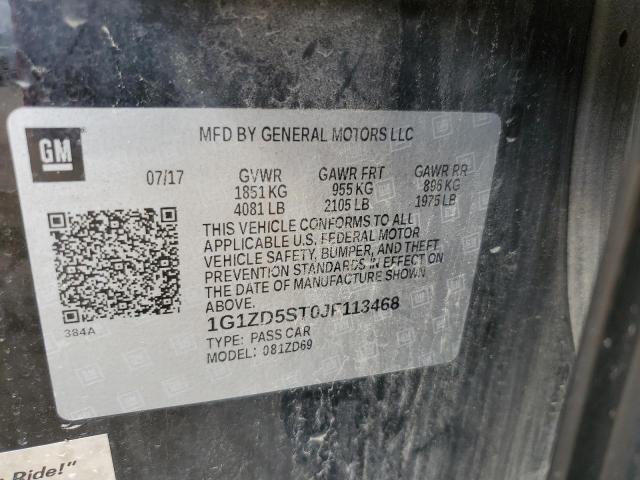 GM
MFD BY GENERAL MOTORS LLC
07/17 GVWR GAWR FRT GAWR RR
1851 KG 955 KG 896 KG
4081 LB 2105 LB 1975 LB
THIS VEHICLE CONFORMS TO ALL
APPLICABLE U.S. FEDERAL MOTOR
VEHICLE SAFETY, BUMPER, AND THEFT
PREVENTION STANDARDS IN EFFECT ON
THE DATE OF MANUFACTURE SHOWN
ABOVE.
384A
1G1ZD5ST0JF113468
TYPE: PASS CAR
MODEL: 081ZD69
Ride!"